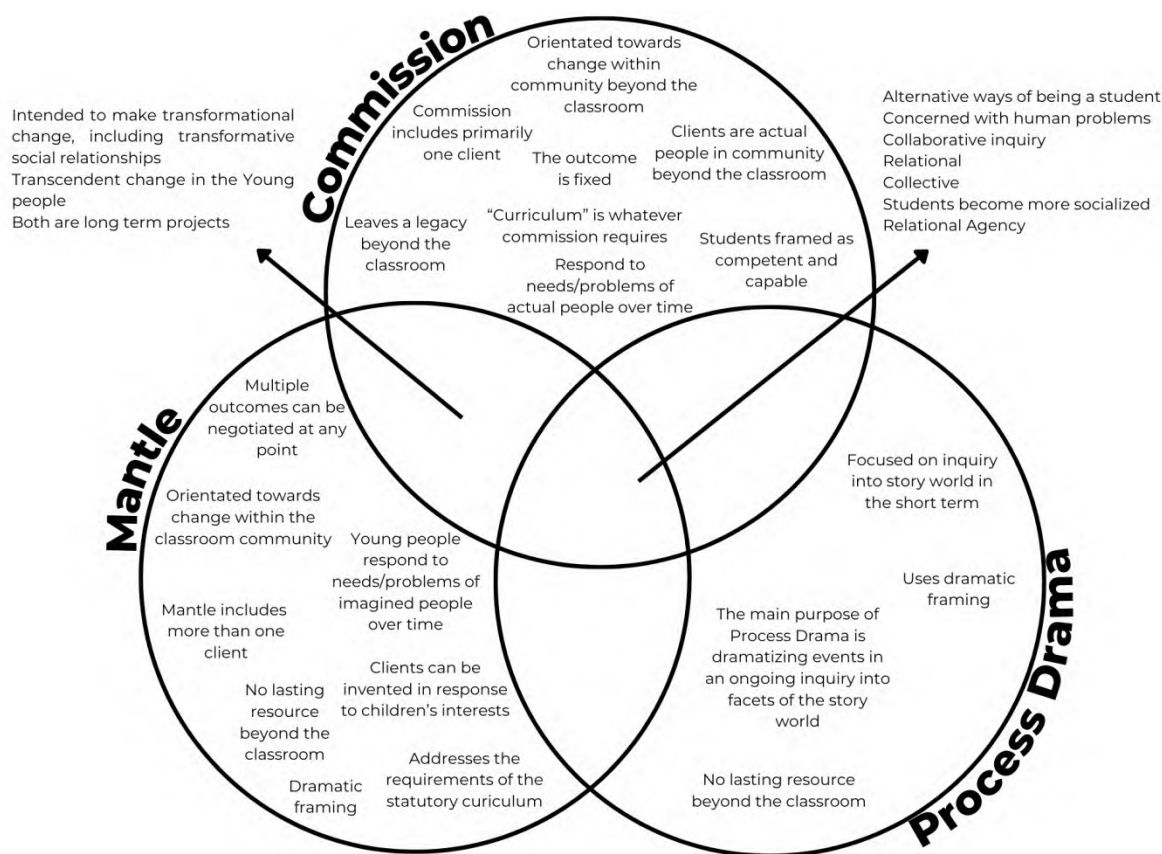 Commission
Orientated towards
change within
community beyond the
classroom
Commission
includes primarily
one client
Clients are actual
people in community
beyond the classroom
The outcome
is fixed
Leaves a legacy
beyond the
classroom
“Curriculum” is whatever
commission requires
Students framed as
competent and
capable
Respond to
needs/problems of
actual people over time
Intended to make transformational
change, including transformative
social relationships
Transcendent change in the Young
people
Both are long term projects
Alternative ways of being a student
Concerned with human problems
Collaborative inquiry
Relational
Collective
Students become more socialized
Relational Agency
Mantle
Multiple
outcomes can be
negotiated at any
point
Orientated towards
change within the
classroom community
Young people
respond to
needs/problems of
imagined people
over time
Mantle includes
more than one
client
Clients can be
invented in response
to children’s interests
No lasting
resource
beyond the
classroom
Addresses the
requirements of the
statutory curiculum
Dramatic
framing
Process Drama
Focused on inquiry
into story world in
the short term
Uses dramatic
framing
The main purpose of
Process Drama is
dramatizing events in
an ongoing inquiry into
facets of the story
world
No lasting resource
beyond the classroom